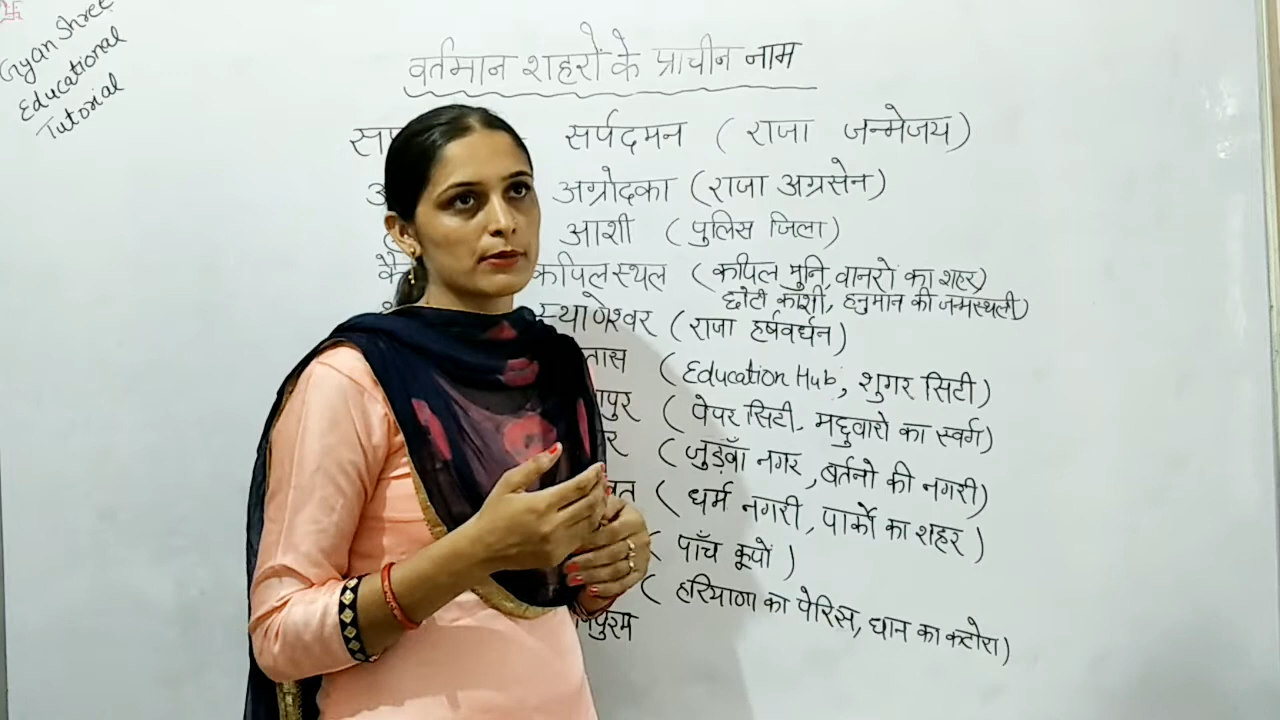 Gyan Shree
Educational
Tutorial
वर्तमान शहरों के प्राचीन नाम
सर्पदमन ( राजा जन्मेजय )
अग्रोदका ( राजा अग्रसेन )
आशी ( पुलिस जिला )
कपिलस्थल ( कपिल मुनि, वानरो का शहर,
छोटी काशी, हनुमान की जन्मस्थली )
स्थाणेश्वर ( राजा हर्षवर्धन )
तास ( Education Hub, शुगर सिटी )
पुर ( पेपर सिटी, मछुवारो का स्वर्ग )
र ( जुड़वाँ नगर, बर्तनो की नगरी )
त ( धर्म नगरी, पार्को का शहर )
( पाँच कूपो )
( हरियाणा का पेरिस, धान का कटोरा )
पुरम